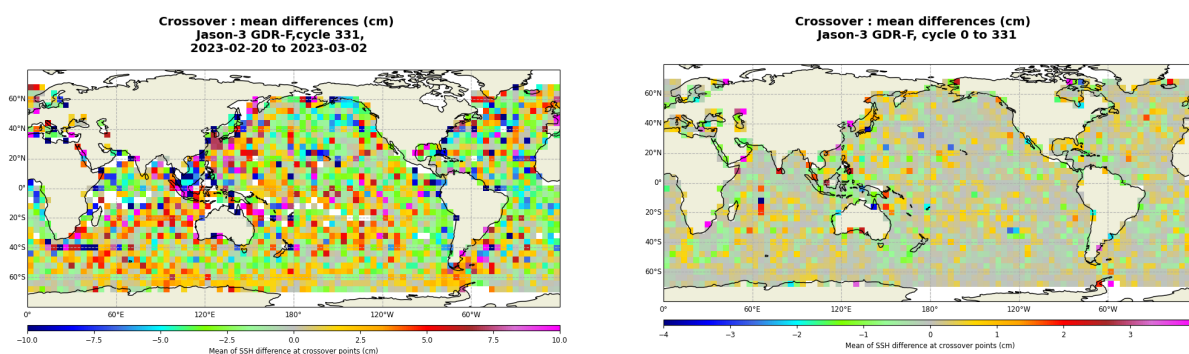 Crossover : mean differences (cm)
Jason-3 GDR-F,cycle 331,
2023-02-20 to 2023-03-02
60°N
40°N
20°N
0°
20°S
40°S
60°S
0°
60°E
120°E
180°
120°W
60°W
−10.0
−7.5
−5.0
−2.5
0.0
2.5
5.0
7.5
10.0
Mean of SSH difference at crossover points (cm)
Crossover : mean differences (cm)
Jason-3 GDR-F, cycle 0 to 331
60°N
40°N
20°N
0°
20°S
40°S
60°S
0°
60°E
120°E
180°
120°W
60°W
−4
−3
−2
−1
0
1
2
3
Mean of SSH difference at crossover points (cm)